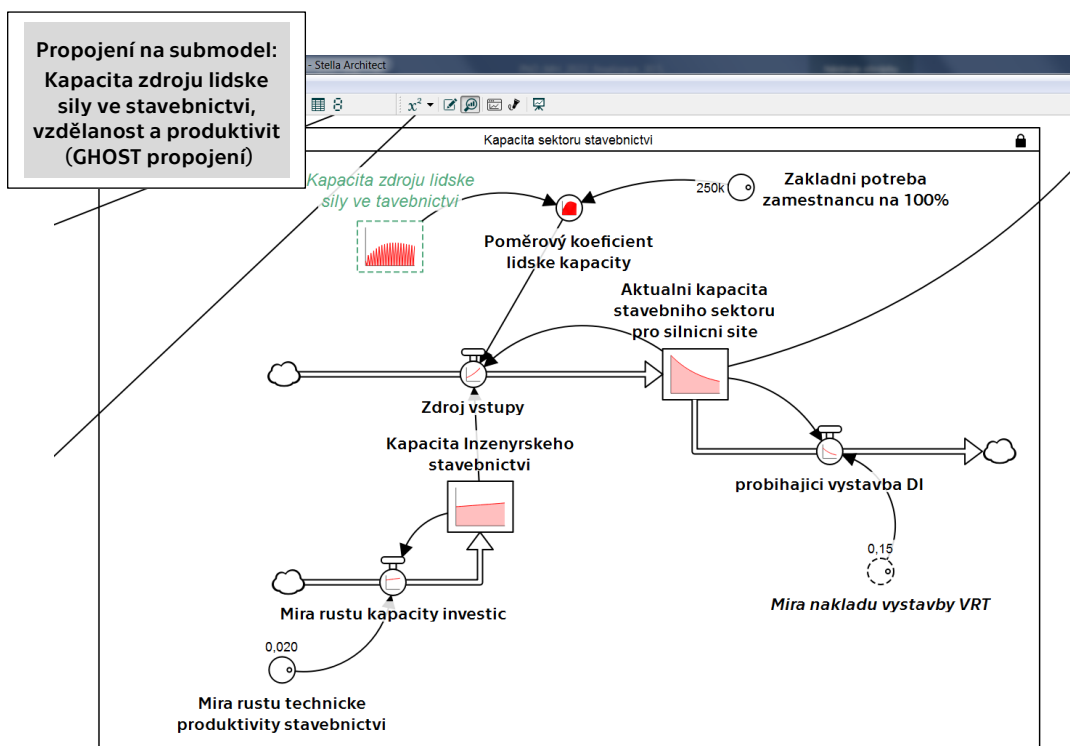 Propojení na submodel:
Kapacita zdroju lidske
sily ve stavebnictvi,
vzdělanost a produktivit
(GHOST propojení)
- Stella Architect
x²
Kapacita sektoru stavebnictvi
Kapacita zdroju lidske
sily ve tavebnictvi
250k
Zakladni potreba
zamestnancu na 100%
Poměrový koeficient
lidske kapacity
Aktualni kapacita
stavebniho sektoru
pro silnicni site
Zdroj vstupy
Kapacita Inzenyrskeho
stavebnictvi
probihajici vystavba DI
0,15
Mira nakladu vystavby VRT
Mira rustu kapacity investic
0,020
Mira rustu technicke
produktivity stavebnictvi